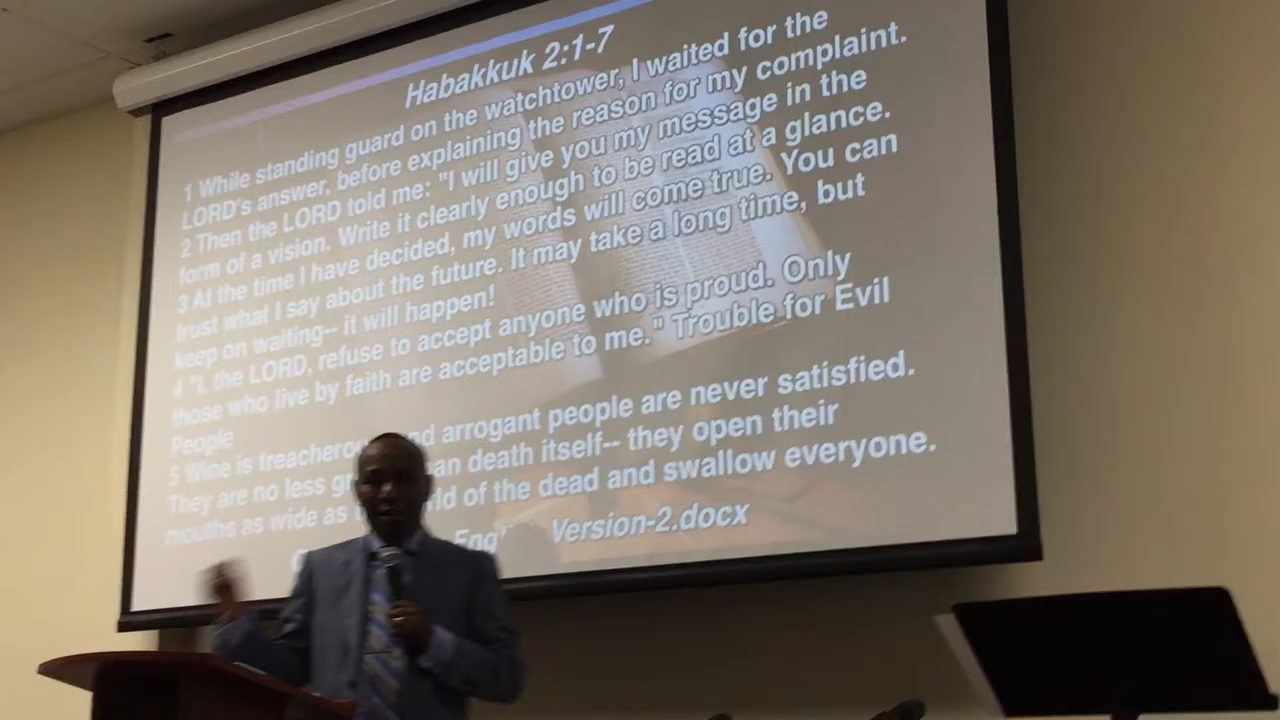 Habakkuk 2:1-7
1 While standing guard on the watchtower, I waited for the
LORD's answer, before explaining the reason for my complaint.
2 Then the LORD told me: "I will give you my message in the
form of a vision. Write it clearly enough to be read at a glance.
3 At the time I have decided, my words will come true. You can
trust what I say about the future. It may take a long time, but
keep on waiting-- it will happen!
4 "I, the LORD, refuse to accept anyone who is proud. Only
those who live by faith are acceptable to me." Trouble for Evil
People
5 Wine is treacherou nd arrogant people are never satisfied.
They are no less gr an death itself-- they open their
mouths as wide as rld of the dead and swallow everyone.
Eng Version-2.docx